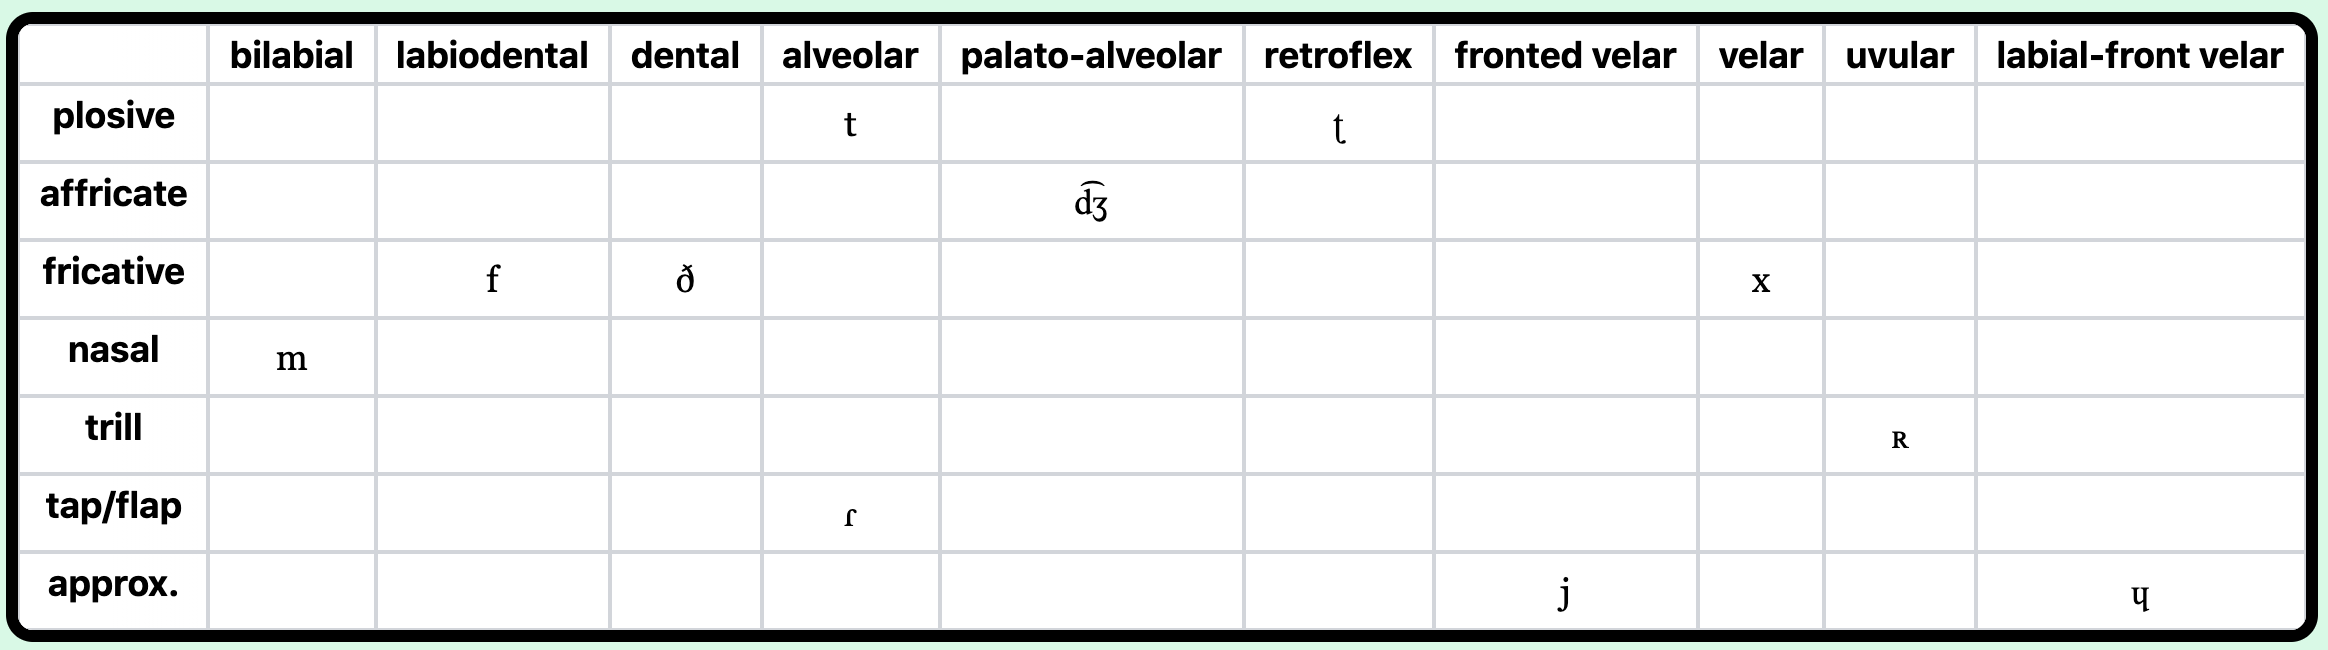 bilabial labiodental dental alveolar palato-alveolar retroflex fronted velar velar uvular labial-front velar
plosive t ʈ
affricate d͡ʒ
fricative f ð x
nasal m
trill ʀ
tap/flap ɾ
approx. j ɥ